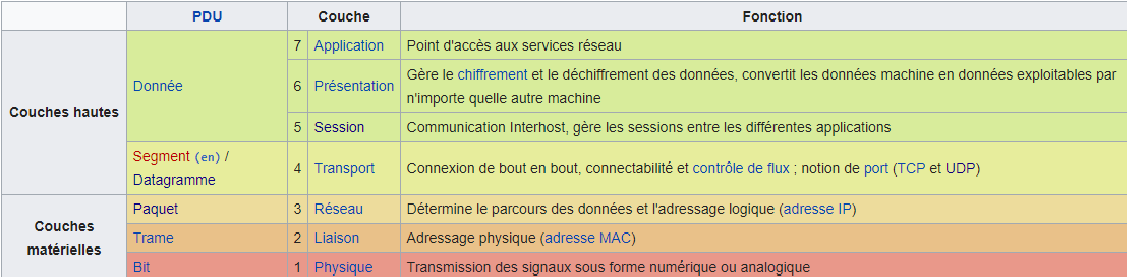 PDU Couche Fonction
7 Application Point d'accès aux services réseau
Donnée 6 Présentation Gère le chiffrement et le déchiffrement des données, convertit les données machine en données exploitables par
n'importe quelle autre machine
Couches hautes
5 Session Communication Interhost, gère les sessions entre les différentes applications
Segment (en) /
Datagramme
4 Transport Connexion de bout en bout, connectabilité et contrôle de flux ; notion de port (TCP et UDP)
Couches
matérielles
Paquet 3 Réseau Détermine le parcours des données et l'adressage logique (adresse IP)
Trame 2 Liaison Adressage physique (adresse MAC)
Bit 1 Physique Transmission des signaux sous forme numérique ou analogique